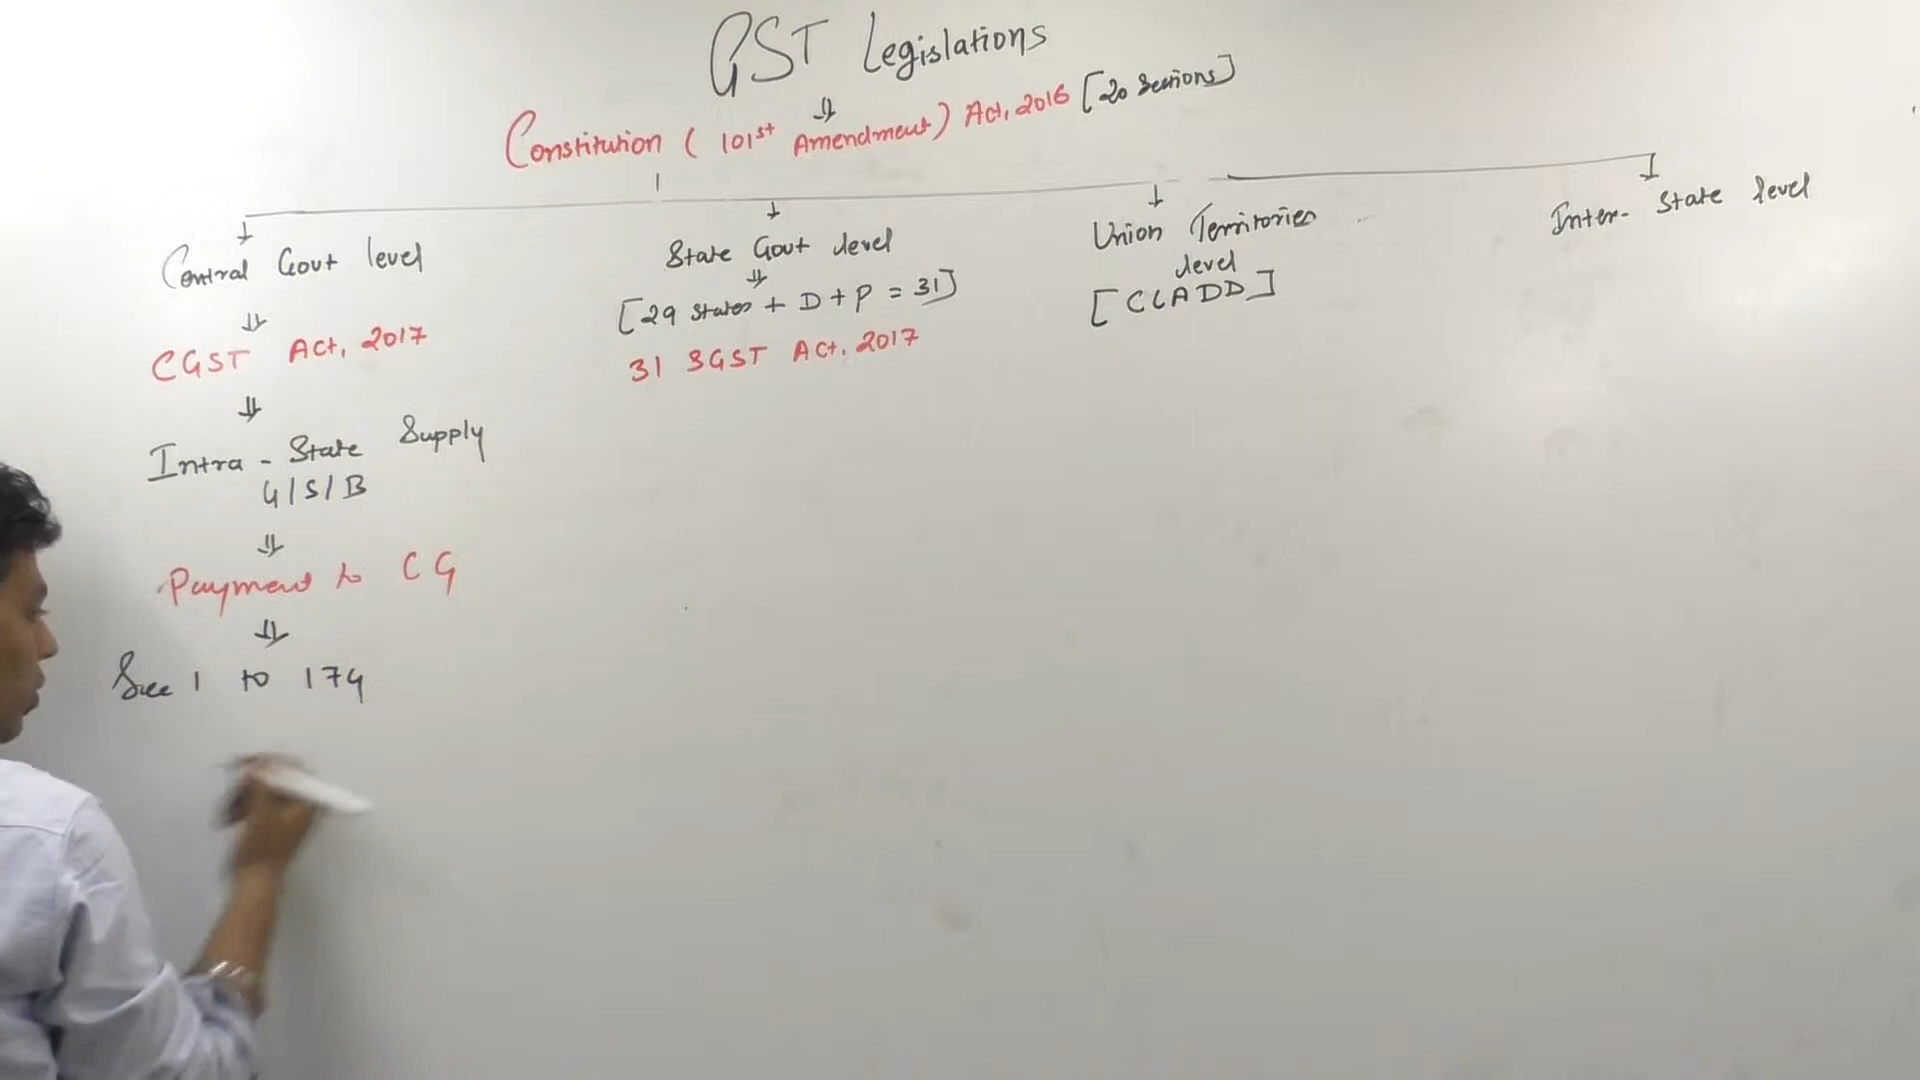 GST Legislations
Constitution ( 101st Amendment) Act, 2016 [20 Sections]
Central Govt level
CGST Act, 2017
Intra - State Supply
G/S/B
Payment to CG
Sec 1 to 174
State Govt level
[29 States + D + P = 31]
31 SGST Act, 2017
Union Territories
level
[CLADD]
Inter- State level